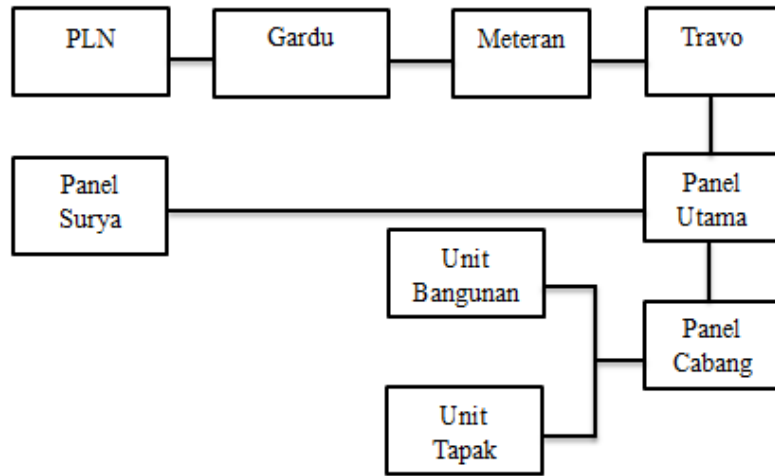 PLN
Gardu
Meteran
Travo
Panel
Surya
Panel
Utama
Unit
Bangunan
Panel
Cabang
Unit
Tapak